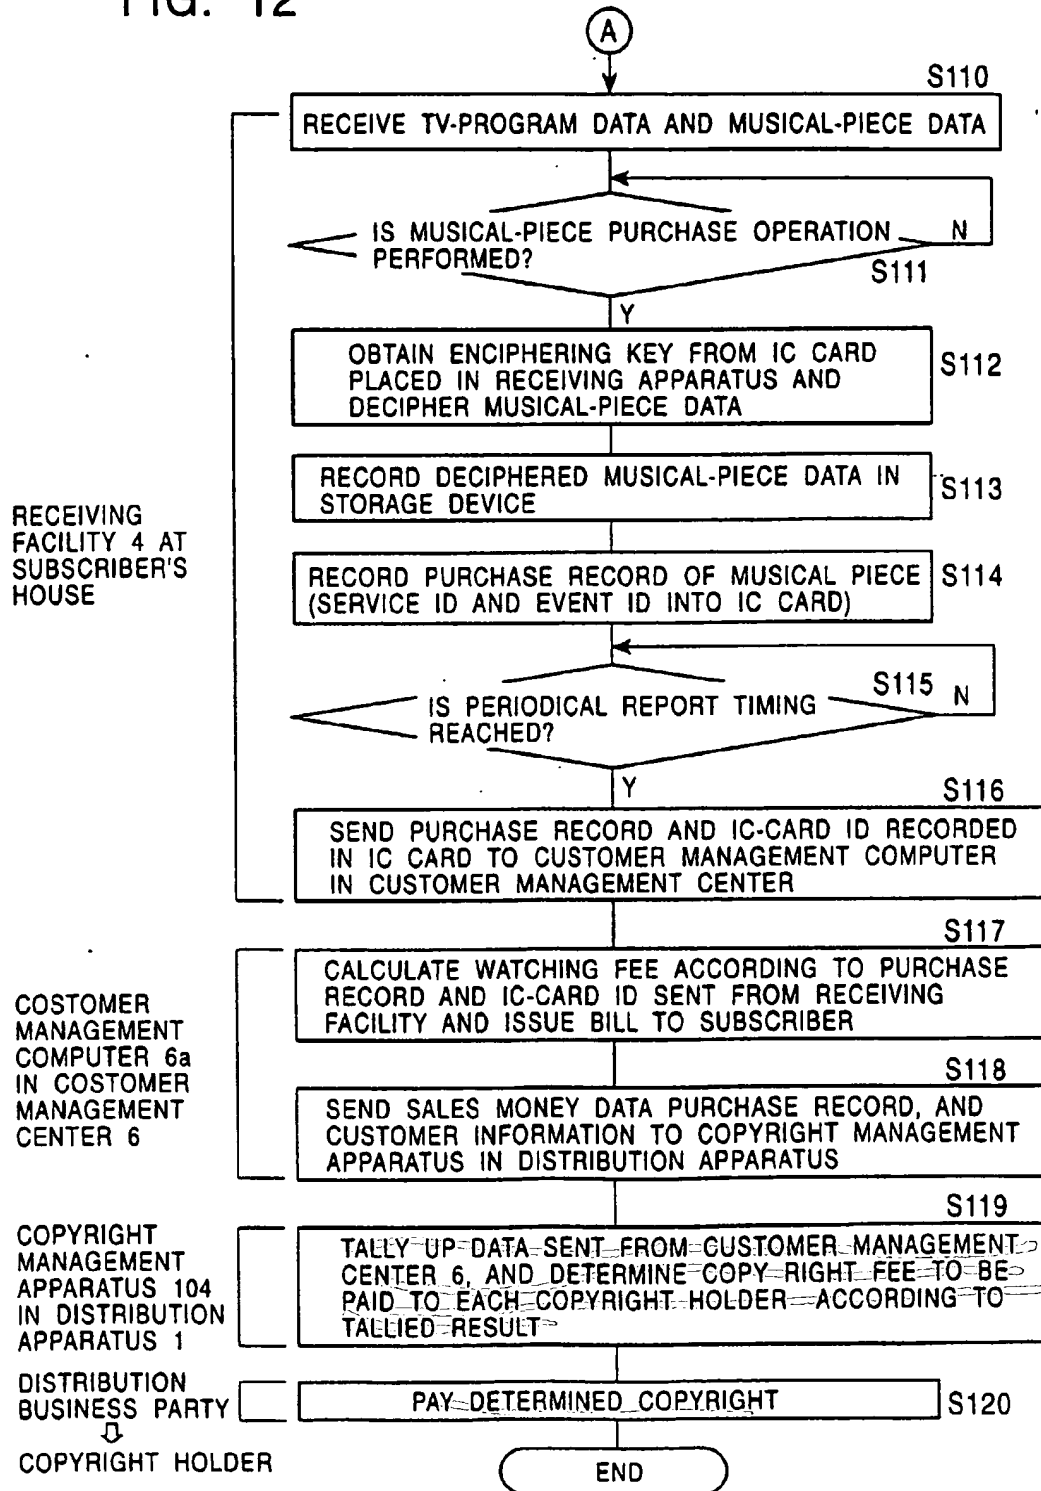 FIG. 12
A
S110
RECEIVE TV-PROGRAM DATA AND MUSICAL-PIECE DATA
IS MUSICAL-PIECE PURCHASE OPERATION
PERFORMED?
N
S111
Y
OBTAIN ENCIPHERING KEY FROM IC CARD
PLACED IN RECEIVING APPARATUS AND
DECIPHER MUSICAL-PIECE DATA
S112
RECORD DECIPHERED MUSICAL-PIECE DATA IN
STORAGE DEVICE
S113
RECEIVING
FACILITY 4 AT
SUBSCRIBER'S
HOUSE
RECORD PURCHASE RECORD OF MUSICAL PIECE
(SERVICE ID AND EVENT ID INTO IC CARD)
S114
S115
N
IS PERIODICAL REPORT TIMING
REACHED?
Y
S116
SEND PURCHASE RECORD AND IC-CARD ID RECORDED
IN IC CARD TO CUSTOMER MANAGEMENT COMPUTER
IN CUSTOMER MANAGEMENT CENTER
S117
CALCULATE WATCHING FEE ACCORDING TO PURCHASE
RECORD AND IC-CARD ID SENT FROM RECEIVING
FACILITY AND ISSUE BILL TO SUBSCRIBER
COSTOMER
MANAGEMENT
COMPUTER 6a
IN COSTOMER
MANAGEMENT
CENTER 6
S118
SEND SALES MONEY DATA PURCHASE RECORD, AND
CUSTOMER INFORMATION TO COPYRIGHT MANAGEMENT
APPARATUS IN DISTRIBUTION APPARATUS
S119
COPYRIGHT
MANAGEMENT
APPARATUS 104
IN DISTRIBUTION
APPARATUS 1
TALLY UP DATA SENT FROM CUSTOMER MANAGEMENT
CENTER 6, AND DETERMINE COPY RIGHT FEE TO BE
PAID TO EACH COPYRIGHT HOLDER ACCORDING TO
TALLIED RESULT
DISTRIBUTION
BUSINESS PARTY
PAY DETERMINED COPYRIGHT
S120
COPYRIGHT HOLDER
END